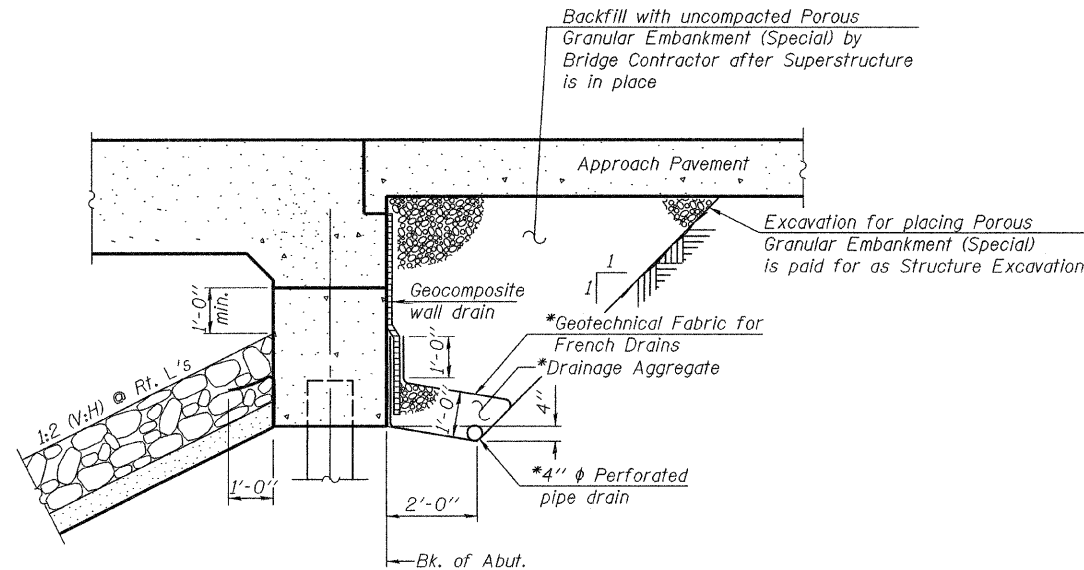 Backfill with uncompacted Porous
Granular Embankment (Special) by
Bridge Contractor after Superstructure
is in place
Approach Pavement
Excavation for placing Porous
Granular Embankment (Special)
is paid for as Structure Excavation
1
1
Geocomposite
wall drain
1'-0"
min.
*Geotechnical Fabric for
French Drains
*Drainage Aggregate
1'-0"
1'-0"
4"
1:2 (V:H) @ Rt. L's
*4" ϕ Perforated
pipe drain
1'-0"
2'-0"
Bk. of Abut.